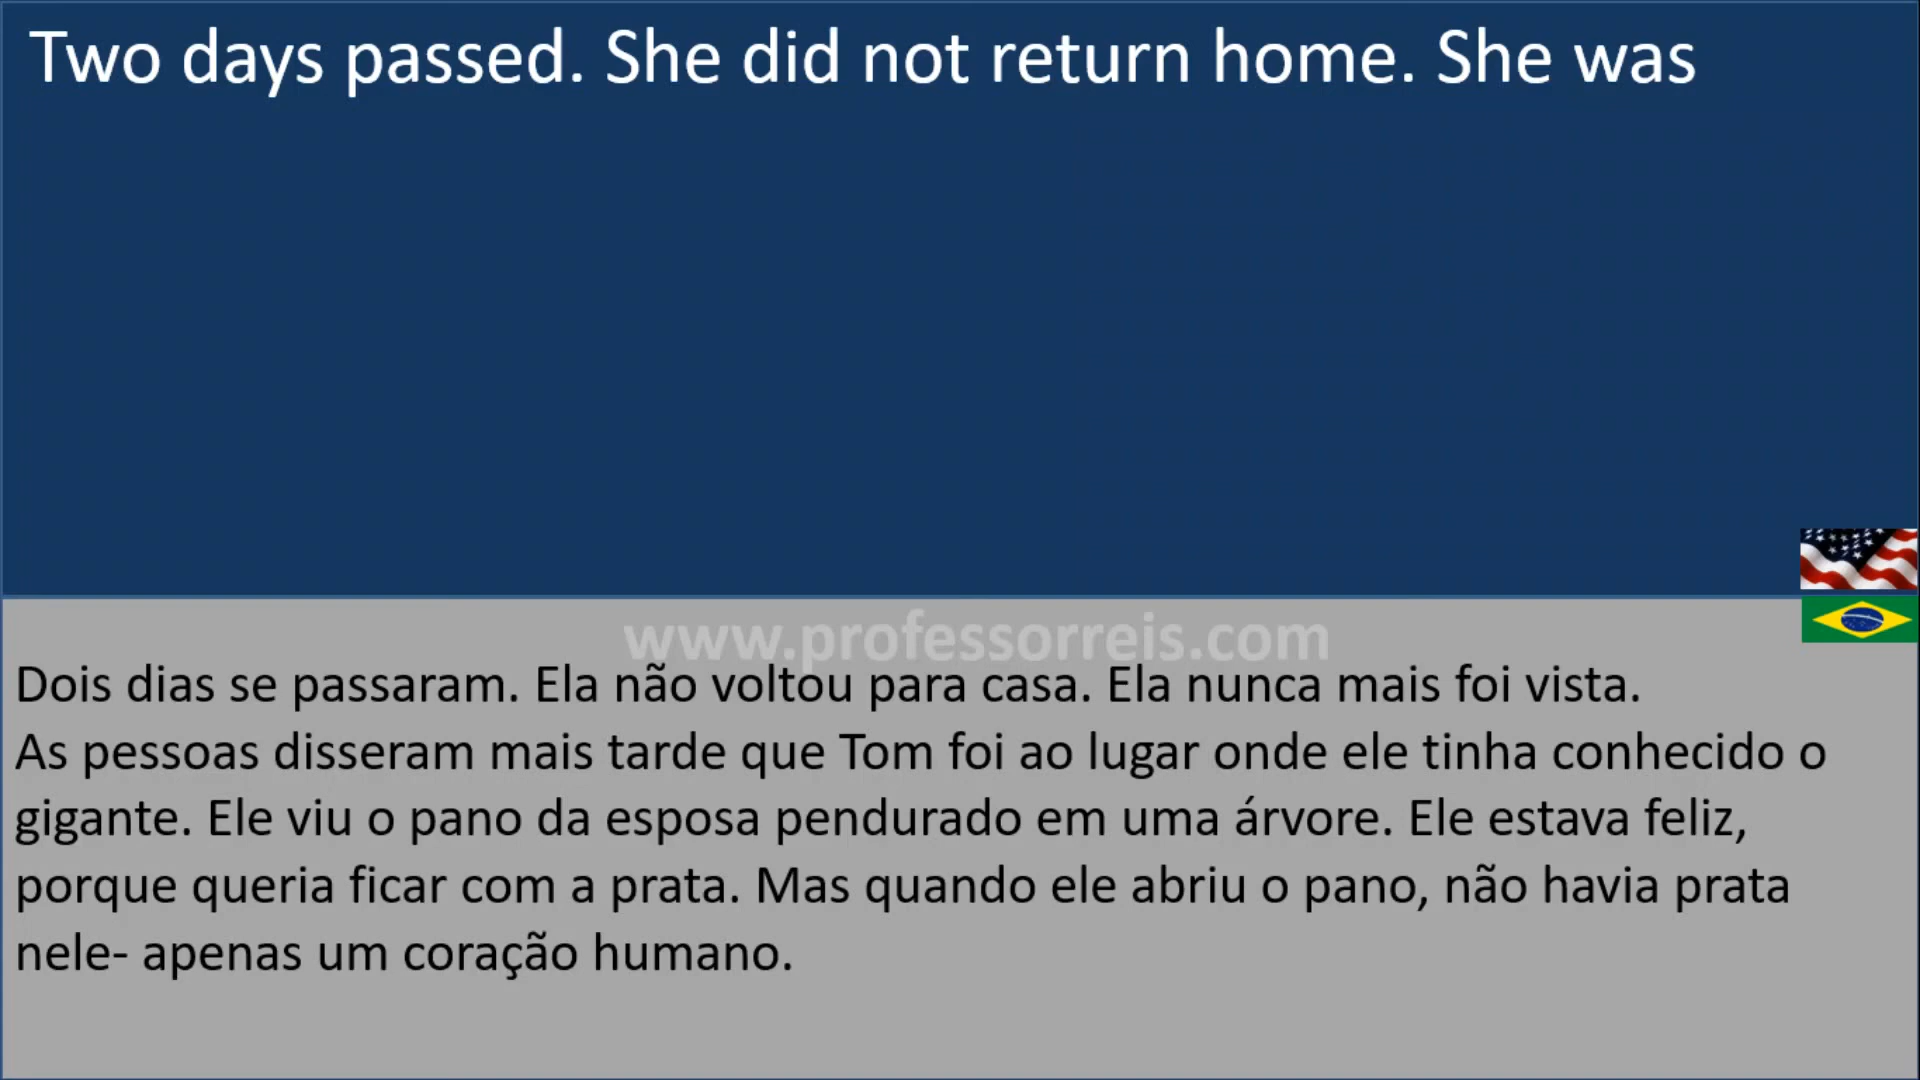 Two days passed. She did not return home. She was
www.professorreis.com
Dois dias se passaram. Ela não voltou para casa. Ela nunca mais foi vista.
As pessoas disseram mais tarde que Tom foi ao lugar onde ele tinha conhecido o
gigante. Ele viu o pano da esposa pendurado em uma árvore. Ele estava feliz,
porque queria ficar com a prata. Mas quando ele abriu o pano, não havia prata
nele- apenas um coração humano.